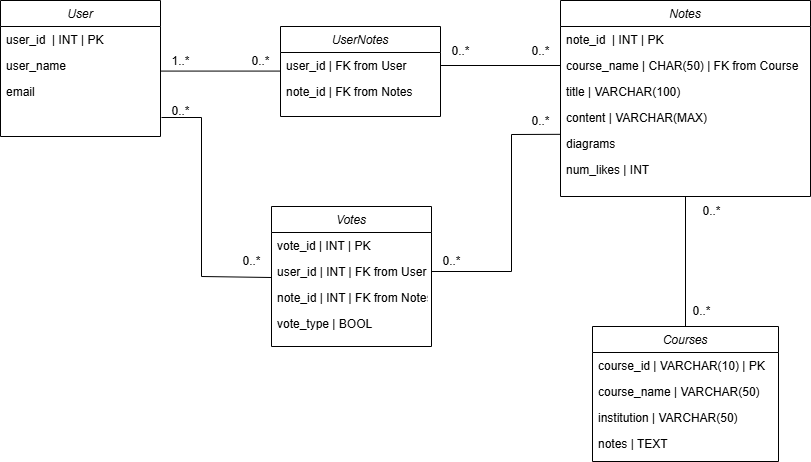 User
user_id | INT | PK
user_name
email
1..*
0..*
0..*
UserNotes
user_id | FK from User
note_id | FK from Notes
0..*
0..*
0..*
Notes
note_id | INT | PK
course_name | CHAR(50) | FK from Course
title | VARCHAR(100)
content | VARCHAR(MAX)
diagrams
num_likes | INT
0..*
0..*
Votes
vote_id | INT | PK
user_id | INT | FK from User
note_id | INT | FK from Notes
vote_type | BOOL
0..*
0..*
0..*
Courses
course_id | VARCHAR(10) | PK
course_name | VARCHAR(50)
institution | VARCHAR(50)
notes | TEXT